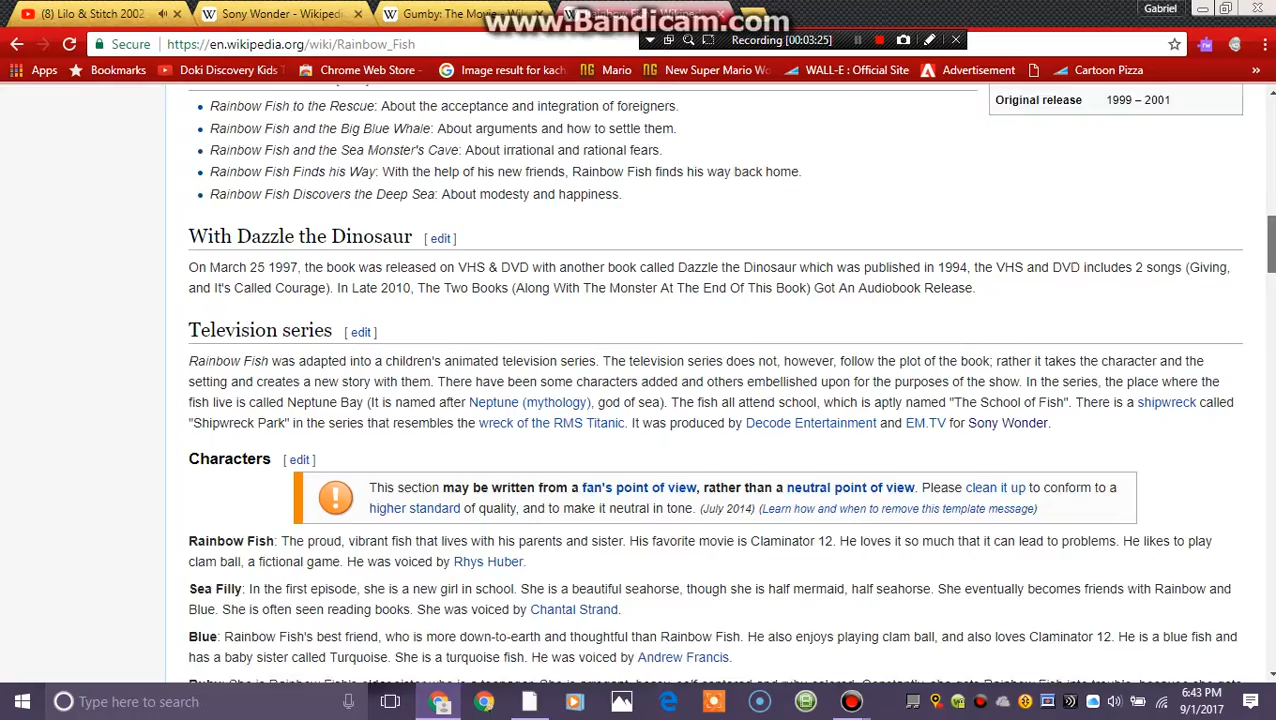 (8) Lilo & Stitch 2002
Sony Wonder - Wikipedi
Gumby: The Movie - Wik
www.Bandicam.com
Gabriel
Secure https://en.wikipedia.org/wiki/Rainbow_Fish
Recording [00:03:25]
Apps Bookmarks Doki Discovery Kids Chrome Web Store - Image result for kach Mario New Super Mario Wo WALL-E : Official Site Advertisement Cartoon Pizza »
Original release 1999 – 2001
Rainbow Fish to the Rescue: About the acceptance and integration of foreigners.
Rainbow Fish and the Big Blue Whale: About arguments and how to settle them.
Rainbow Fish and the Sea Monster's Cave: About irrational and rational fears.
Rainbow Fish Finds his Way: With the help of his new friends, Rainbow Fish finds his way back home.
Rainbow Fish Discovers the Deep Sea: About modesty and happiness.
With Dazzle the Dinosaur [ edit ]
On March 25 1997, the book was released on VHS & DVD with another book called Dazzle the Dinosaur which was published in 1994, the VHS and DVD includes 2 songs (Giving,
and It's Called Courage). In Late 2010, The Two Books (Along With The Monster At The End Of This Book) Got An Audiobook Release.
Television series [ edit ]
Rainbow Fish was adapted into a children's animated television series. The television series does not, however, follow the plot of the book; rather it takes the character and the
setting and creates a new story with them. There have been some characters added and others embellished upon for the purposes of the show. In the series, the place where the
fish live is called Neptune Bay (It is named after Neptune (mythology), god of sea). The fish all attend school, which is aptly named "The School of Fish". There is a shipwreck called
"Shipwreck Park" in the series that resembles the wreck of the RMS Titanic. It was produced by Decode Entertainment and EM.TV for Sony Wonder.
Characters [ edit ]
This section may be written from a fan's point of view, rather than a neutral point of view. Please clean it up to conform to a
higher standard of quality, and to make it neutral in tone. (July 2014) (Learn how and when to remove this template message)
Rainbow Fish: The proud, vibrant fish that lives with his parents and sister. His favorite movie is Claminator 12. He loves it so much that it can lead to problems. He likes to play
clam ball, a fictional game. He was voiced by Rhys Huber.
Sea Filly: In the first episode, she is a new girl in school. She is a beautiful seahorse, though she is half mermaid, half seahorse. She eventually becomes friends with Rainbow and
Blue. She is often seen reading books. She was voiced by Chantal Strand.
Blue: Rainbow Fish's best friend, who is more down-to-earth and thoughtful than Rainbow Fish. He also enjoys playing clam ball, and also loves Claminator 12. He is a blue fish and
has a baby sister called Turquoise. She is a turquoise fish. He was voiced by Andrew Francis.
Type here to search
6:43 PM
9/1/2017